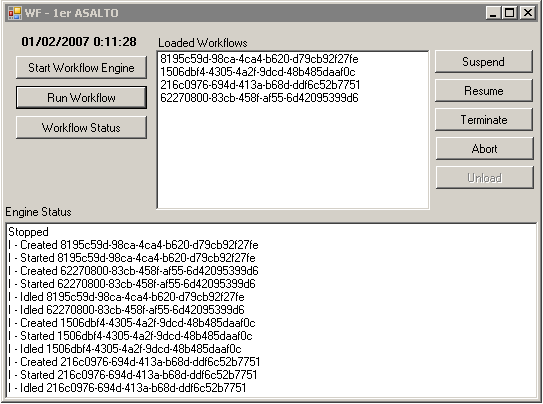 WF - 1er ASALTO
01/02/2007 0:11:28
Start Workflow Engine
Run Workflow
Workflow Status
Loaded Workflows
8195c59d-98ca-4ca4-b620-d79cb92f27fe
1506dbf4-4305-4a2f-9dcd-48b485daaf0c
216c0976-694d-413a-b68d-ddf6c52b7751
62270800-83cb-458f-af55-6d42095399d6
Suspend
Resume
Terminate
Abort
Unload
Engine Status
Stopped
I - Created 8195c59d-98ca-4ca4-b620-d79cb92f27fe
I - Started 8195c59d-98ca-4ca4-b620-d79cb92f27fe
I - Created 62270800-83cb-458f-af55-6d42095399d6
I - Started 62270800-83cb-458f-af55-6d42095399d6
I - Idled 8195c59d-98ca-4ca4-b620-d79cb92f27fe
I - Idled 62270800-83cb-458f-af55-6d42095399d6
I - Created 1506dbf4-4305-4a2f-9dcd-48b485daaf0c
I - Started 1506dbf4-4305-4a2f-9dcd-48b485daaf0c
I - Idled 1506dbf4-4305-4a2f-9dcd-48b485daaf0c
I - Created 216c0976-694d-413a-b68d-ddf6c52b7751
I - Started 216c0976-694d-413a-b68d-ddf6c52b7751
I - Idled 216c0976-694d-413a-b68d-ddf6c52b7751